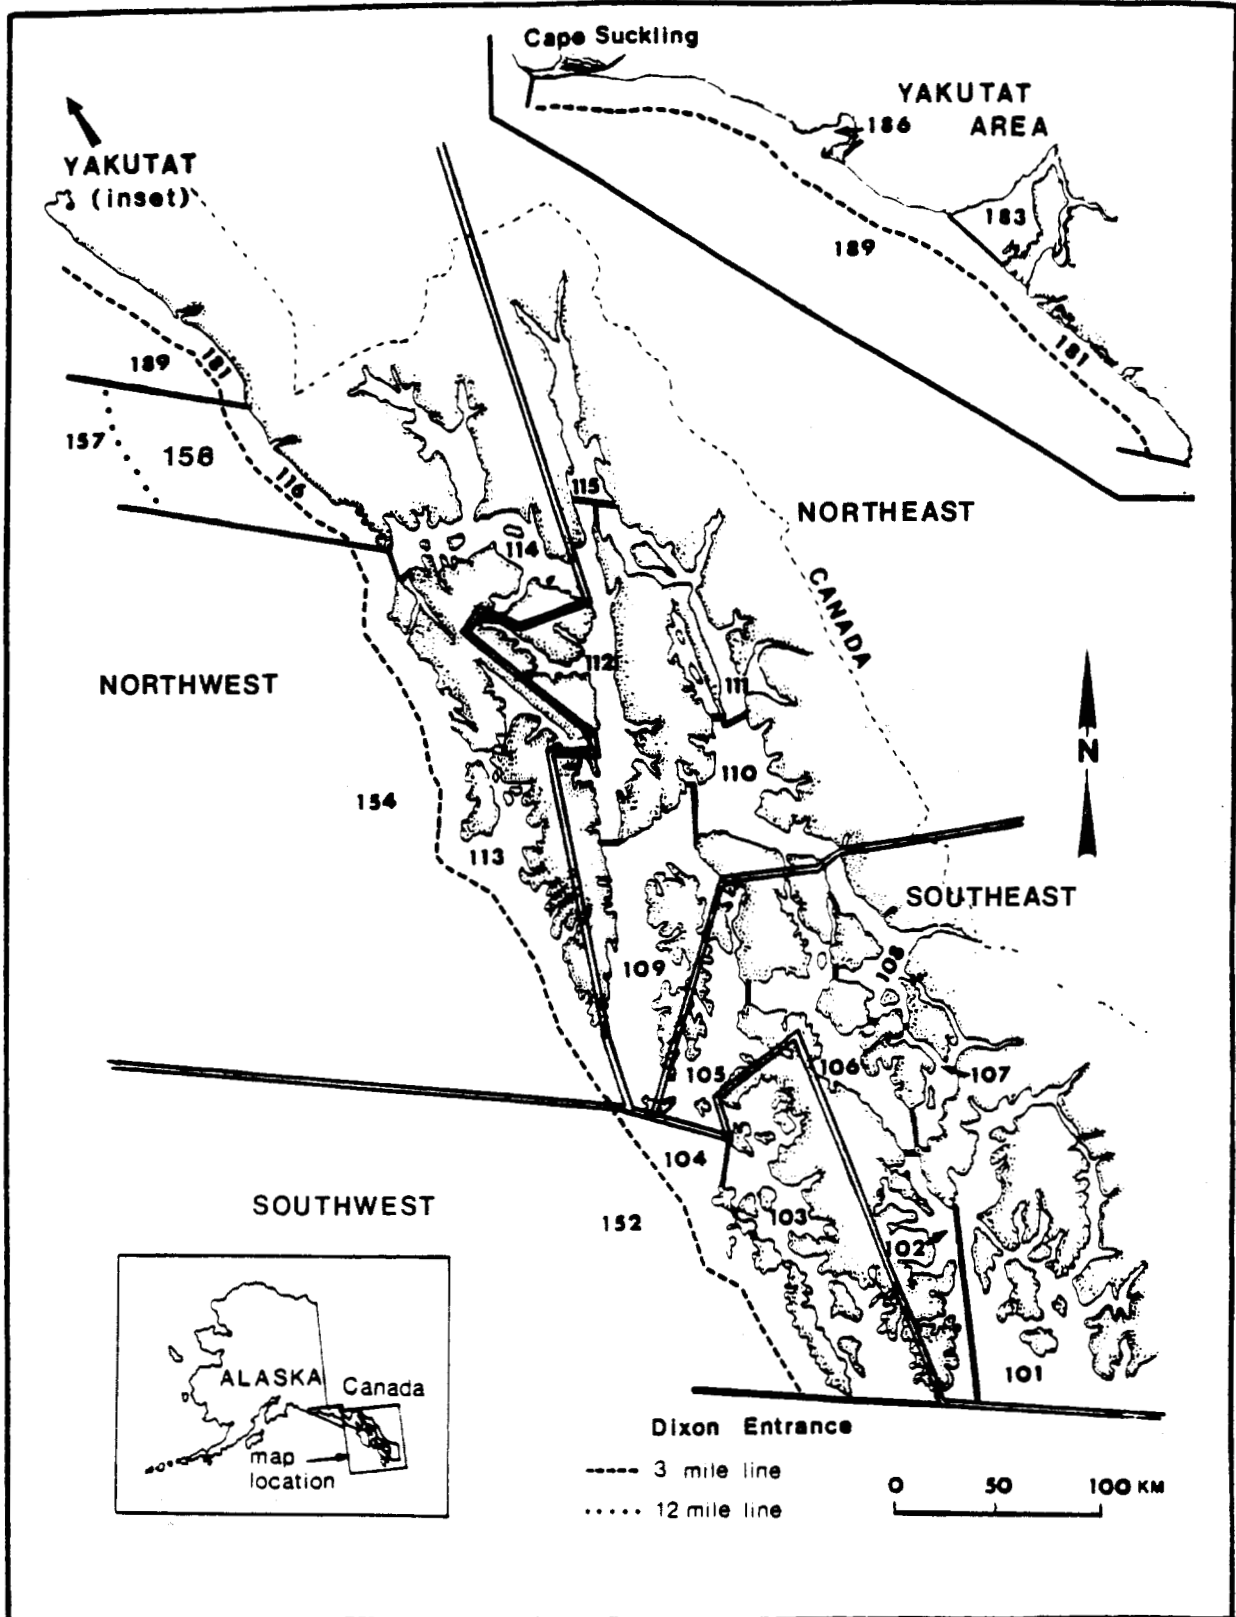 Cape Suckling
YAKUTAT
AREA
186
183
189
181
YAKUTAT
(inset)
189
181
157
158
116
115
114
NORTHEAST
CANADA
112
111
NORTHWEST
N
110
154
113
SOUTHEAST
109
108
105
106
107
104
SOUTHWEST
152
103
102
101
ALASKA
Canada
map
location
Dixon Entrance
3 mile line
12 mile line
0 50 100 KM